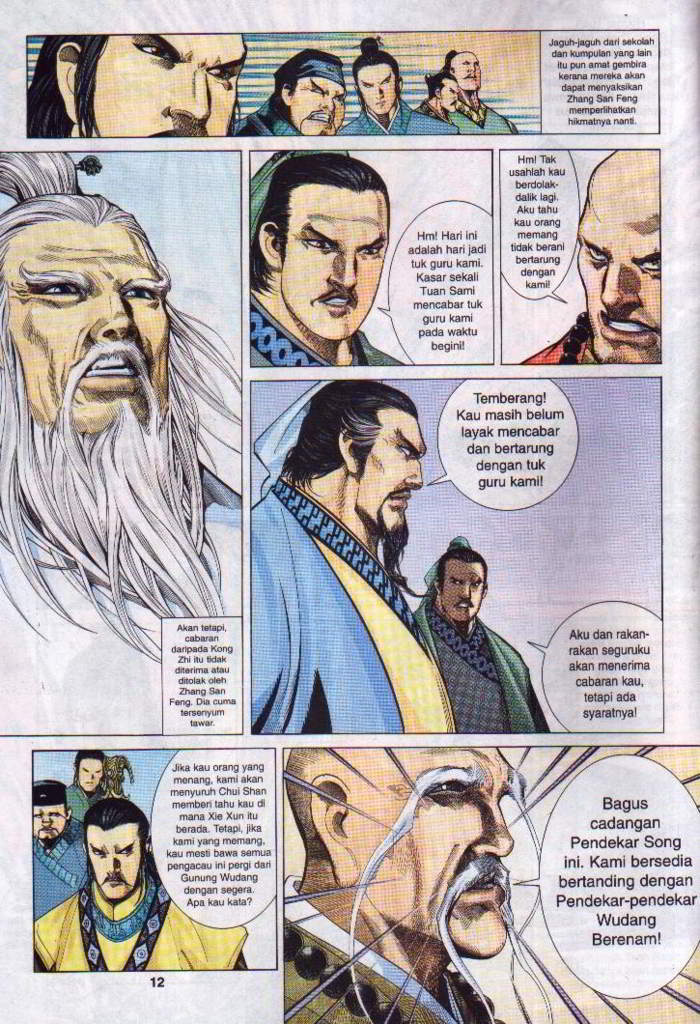 Jaguh-jaguh dari sekolah
dan kumpulan yang lain
itu pun amat gembira
kerana mereka akan
dapat menyaksikan
Zhang San Feng
memperlihatkan
hikmatnya nanti.
Hm! Hari ini
adalah hari jadi
tuk guru kami.
Kasar sekali
Tuan Sami
mencabar tuk
guru kami
pada waktu
begini!
Hm! Tak
usahlah kau
berdolak-
dalik lagi.
Aku tahu
kau orang
memang
tidak berani
bertarung
dengan
kami!
Akan tetapi,
cabaran
daripada Kong
Zhi itu tidak
diterima atau
ditolak oleh
Zhang San
Feng. Dia cuma
tersenyum
tawar.
Temberang!
Kau masih belum
layak mencabar
dan bertarung
dengan tuk
guru kami!
Aku dan rakan-
rakan seguruku
akan menerima
cabaran kau,
tetapi ada
syaratnya!
Jika kau orang yang
menang, kami akan
menyuruh Chui Shan
memberi tahu kau di
mana Xie Xun itu
berada. Tetapi, jika
kami yang memang,
kau mesti bawa semua
pengacau ini pergi dari
Gunung Wudang
dengan segera.
Apa kau kata?
Bagus
cadangan
Pendekar Song
ini. Kami bersedia
bertanding dengan
Pendekar-pendekar
Wudang
Berenam!
12